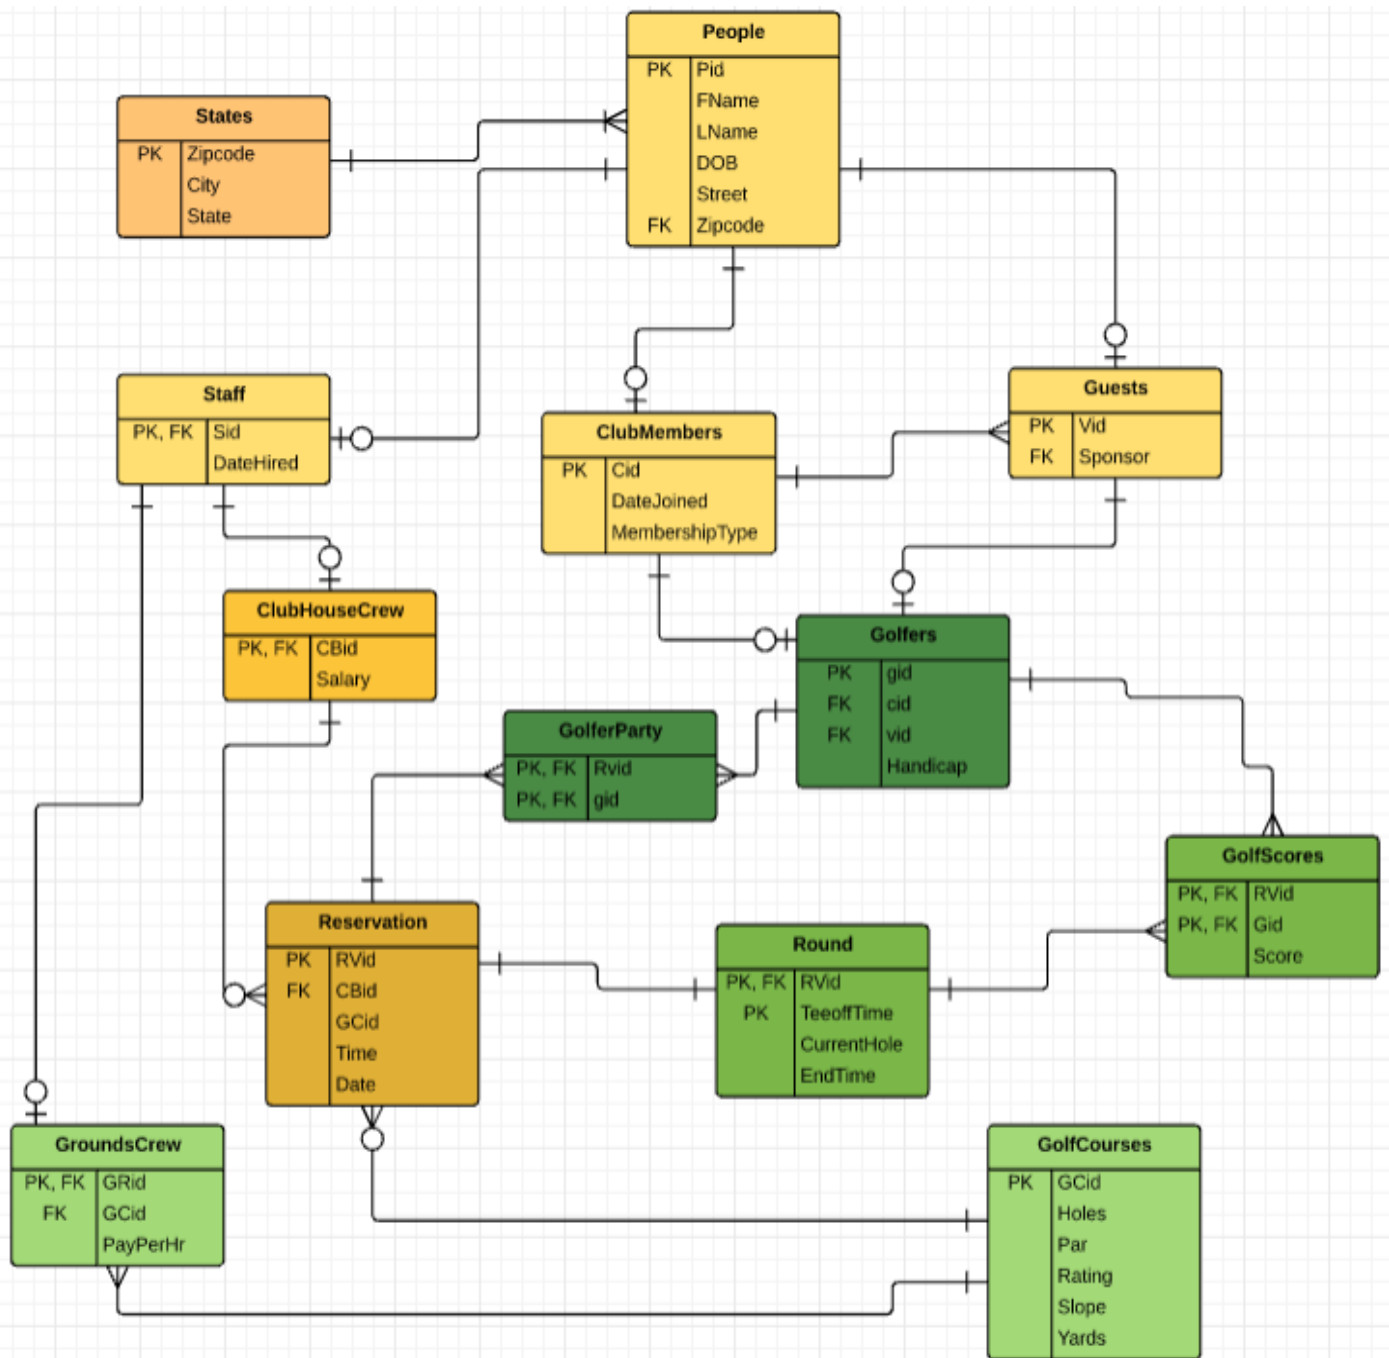 People
PK Pid
FName
LName
DOB
Street
FK Zipcode
States
PK Zipcode
City
State
Staff
PK, FK Sid
DateHired
ClubMembers
PK Cid
DateJoined
MembershipType
Guests
PK Vid
FK Sponsor
ClubHouseCrew
PK, FK CBid
Salary
Golfers
PK gid
FK cid
FK vid
Handicap
GolferParty
PK, FK Rvid
PK, FK gid
GolfScores
PK, FK RVid
PK, FK Gid
Score
Reservation
PK RVid
FK CBid
GCid
Time
Date
Round
PK, FK RVid
PK TeeoffTime
CurrentHole
EndTime
GroundsCrew
PK, FK GRid
FK GCid
PayPerHr
GolfCourses
PK GCid
Holes
Par
Rating
Slope
Yards